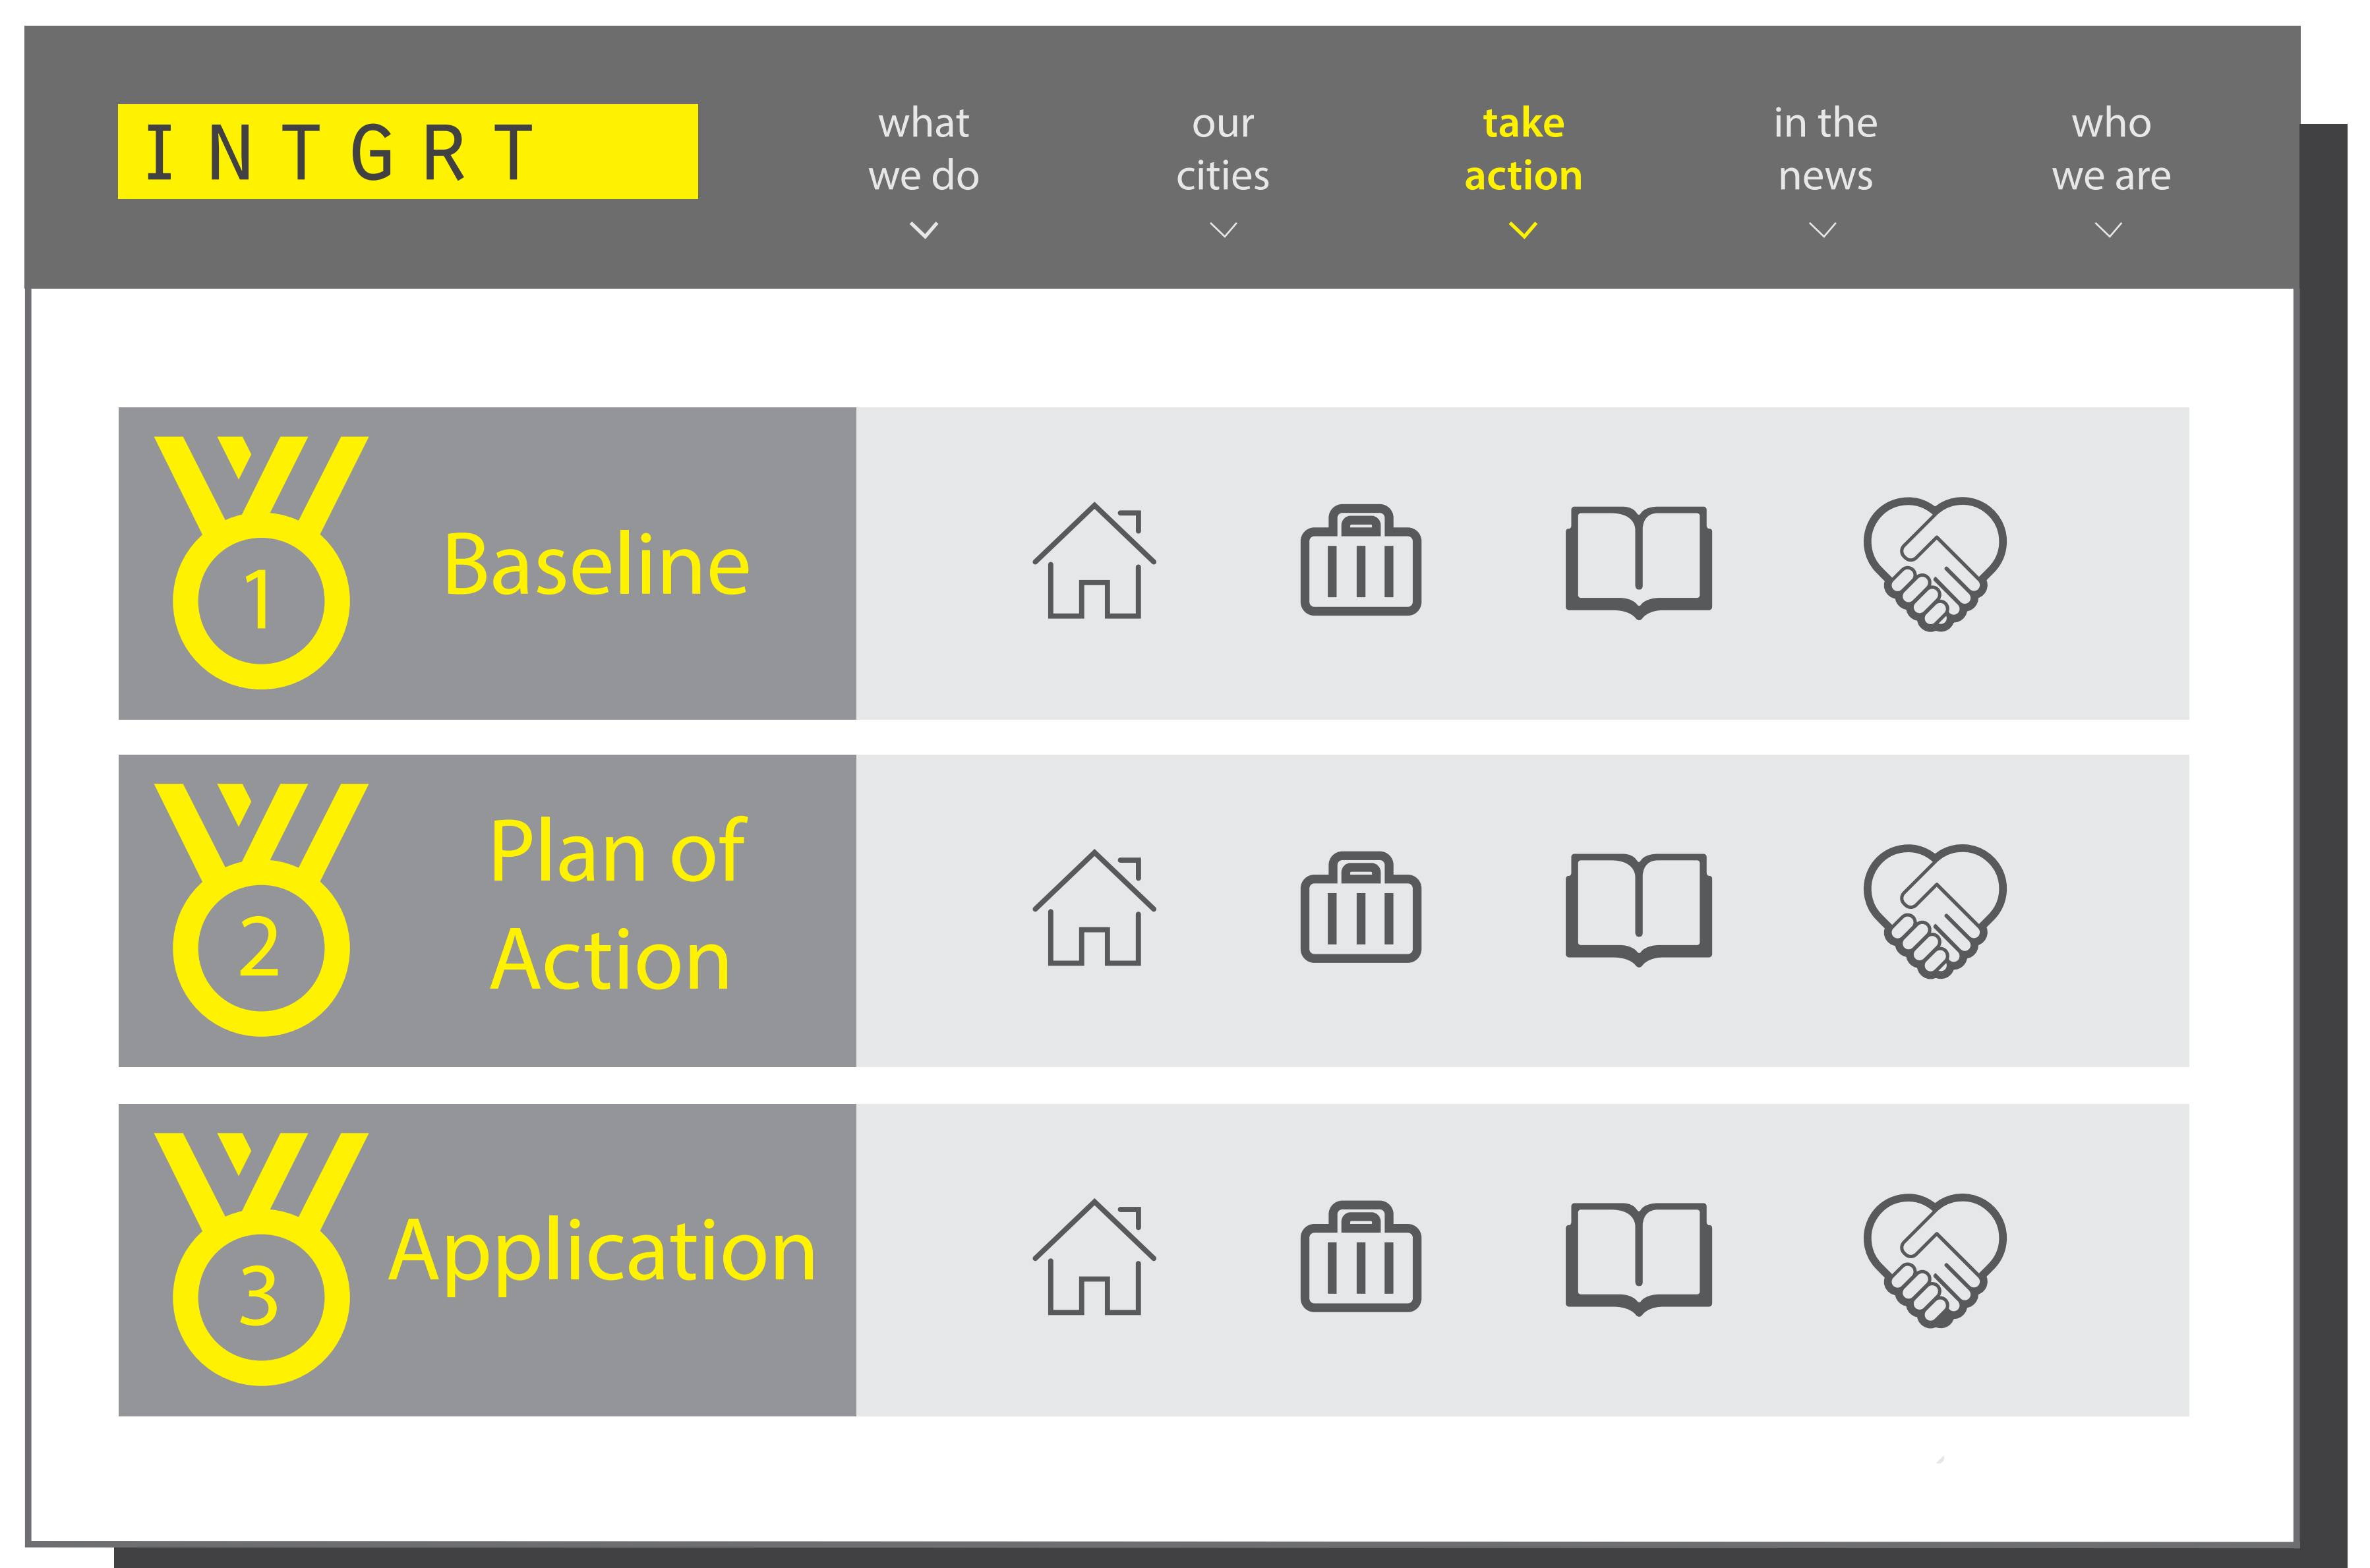 INTGRT
what
we do
our
cities
take
action
in the
news
who
we are
1
Baseline
2
Plan of
Action
3
Application